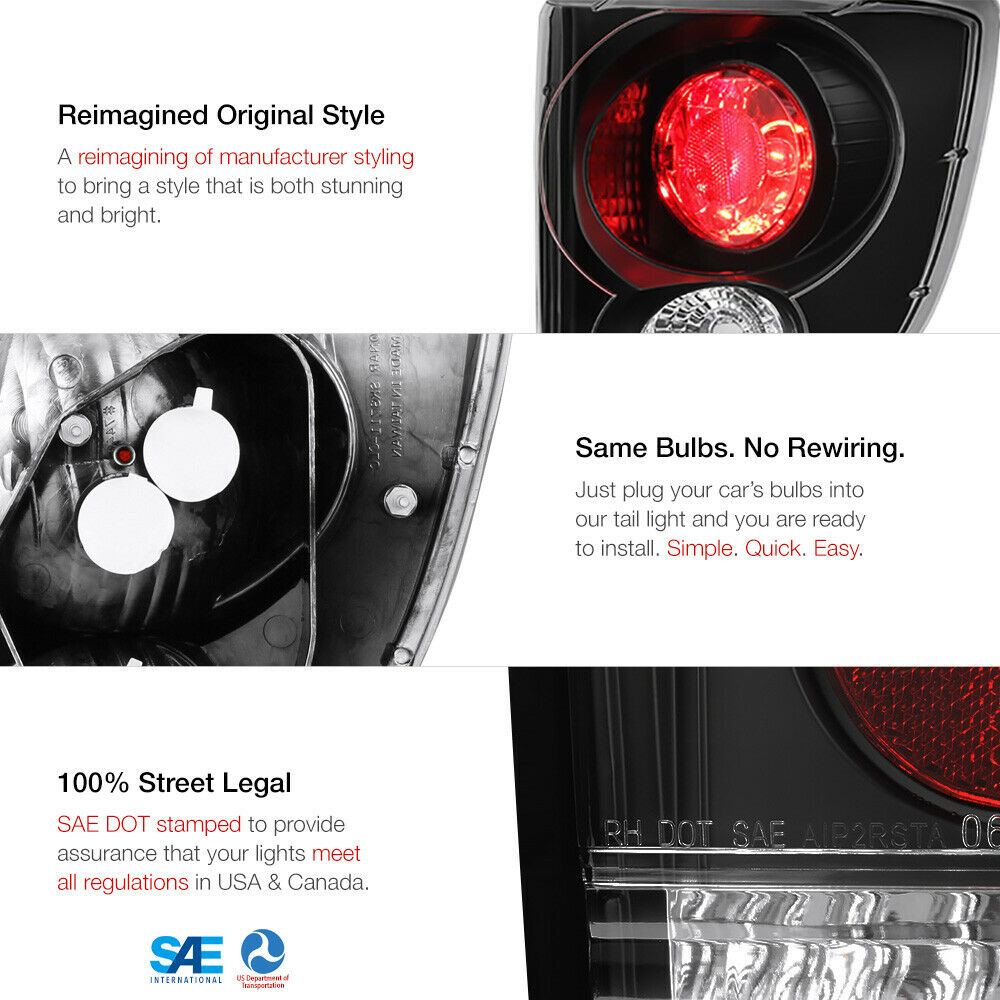 Reimagined Original Style
A reimagining of manufacturer styling
to bring a style that is both stunning
and bright.
MADE IN TAIWAN
Same Bulbs. No Rewiring.
Just plug your car's bulbs into
our tail light and you are ready
to install. Simple. Quick. Easy.
100% Street Legal
SAE DOT stamped to provide
assurance that your lights meet
all regulations in USA & Canada.
SAE
INTERNATIONAL
US Department of
Transportation
RH DOT SAE AIP2RSTA 06